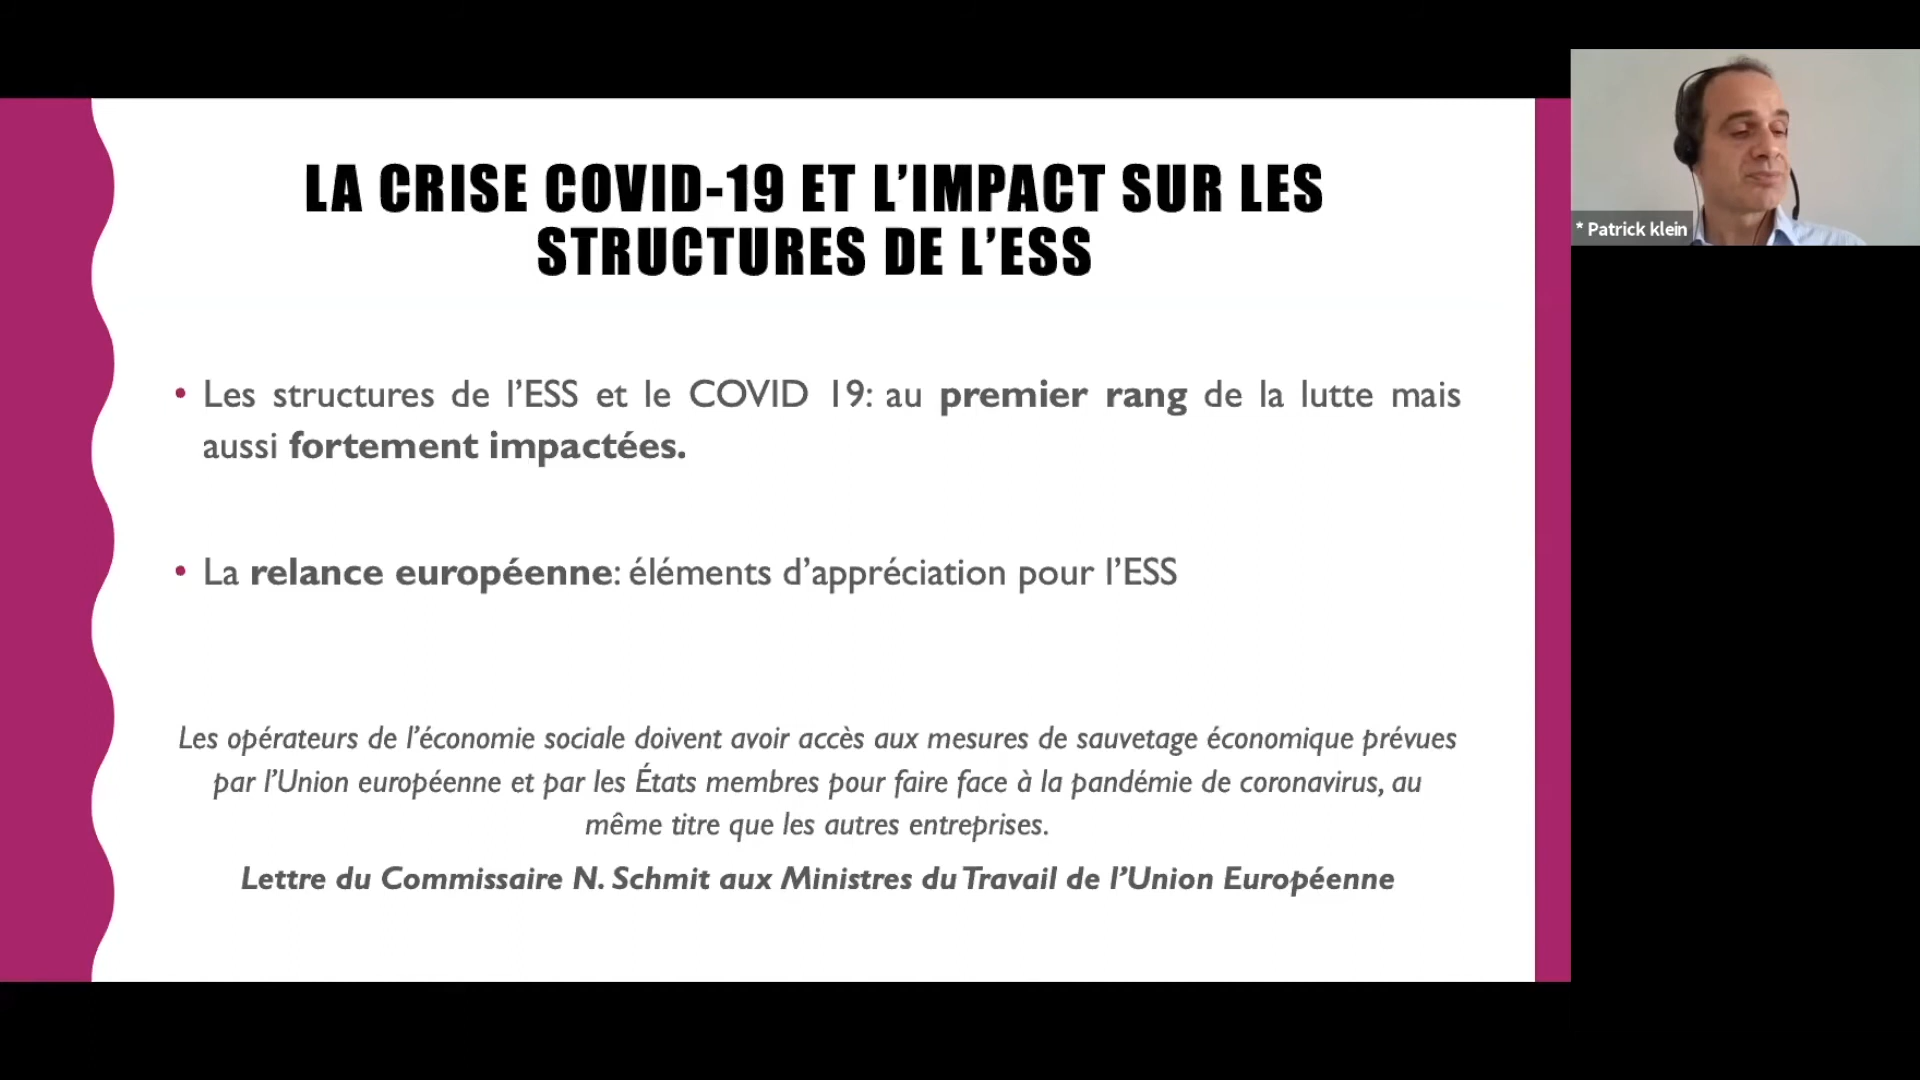 LA CRISE COVID-19 ET L’IMPACT SUR LES
STRUCTURES DE L’ESS
• Les structures de l’ESS et le COVID 19: au premier rang de la lutte mais
aussi fortement impactées.
• La relance européenne: éléments d’appréciation pour l’ESS
Les opérateurs de l’économie sociale doivent avoir accès aux mesures de sauvetage économique prévues
par l’Union européenne et par les États membres pour faire face à la pandémie de coronavirus, au
même titre que les autres entreprises.
Lettre du Commissaire N. Schmit aux Ministres du Travail de l’Union Européenne
* Patrick klein